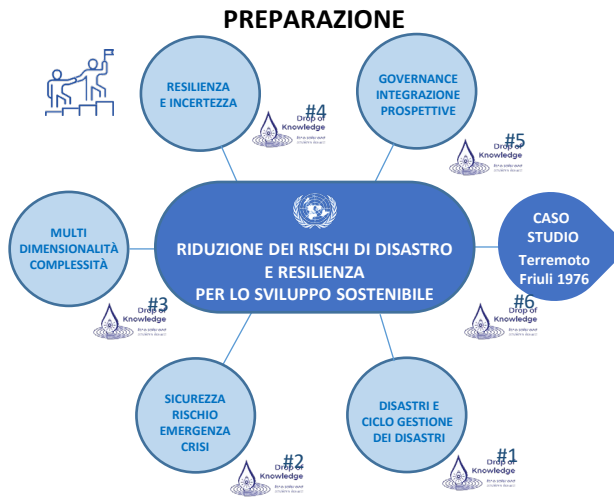 PREPARAZIONE
RESILIENZA
E INCERTEZZA
#4
Drop of
Knowledge
GOVERNANCE
INTEGRAZIONE
PROSPETTIVE
#5
Drop of
Knowledge
MULTI
DIMENSIONALITÀ
COMPLESSITÀ
#3
Drop of
Knowledge
RIDUZIONE DEI RISCHI DI DISASTRO
E RESILIENZA
PER LO SVILUPPO SOSTENIBILE
CASO
STUDIO
Terremoto
Friuli 1976
#6
Drop of
Knowledge
SICUREZZA
RISCHIO
EMERGENZA
CRISI
#2
Drop of
Knowledge
DISASTRI E
CICLO GESTIONE
DEI DISASTRI
#1
Drop of
Knowledge